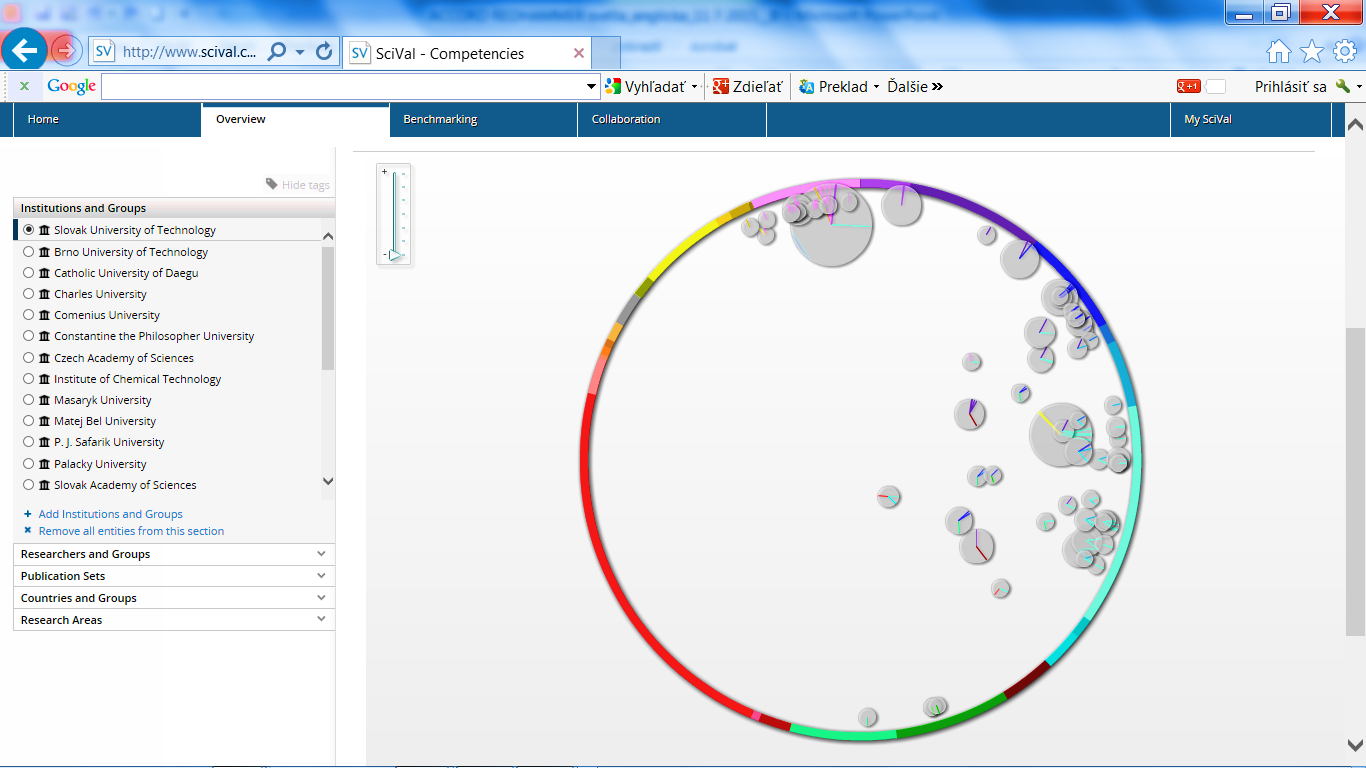 SV http://www.scival.c... SV SciVal - Competencies
x Google Vyhľadať Zdieľať Preklad Ďalšie » +1 Prihlásiť sa
Home Overview Benchmarking Collaboration My SciVal
Hide tags
Institutions and Groups
Slovak University of Technology
Brno University of Technology
Catholic University of Daegu
Charles University
Comenius University
Constantine the Philosopher University
Czech Academy of Sciences
Institute of Chemical Technology
Masaryk University
Matej Bel University
P. J. Safarik University
Palacky University
Slovak Academy of Sciences
+ Add Institutions and Groups
Remove all entities from this section
Researchers and Groups
Publication Sets
Countries and Groups
Research Areas
+
-